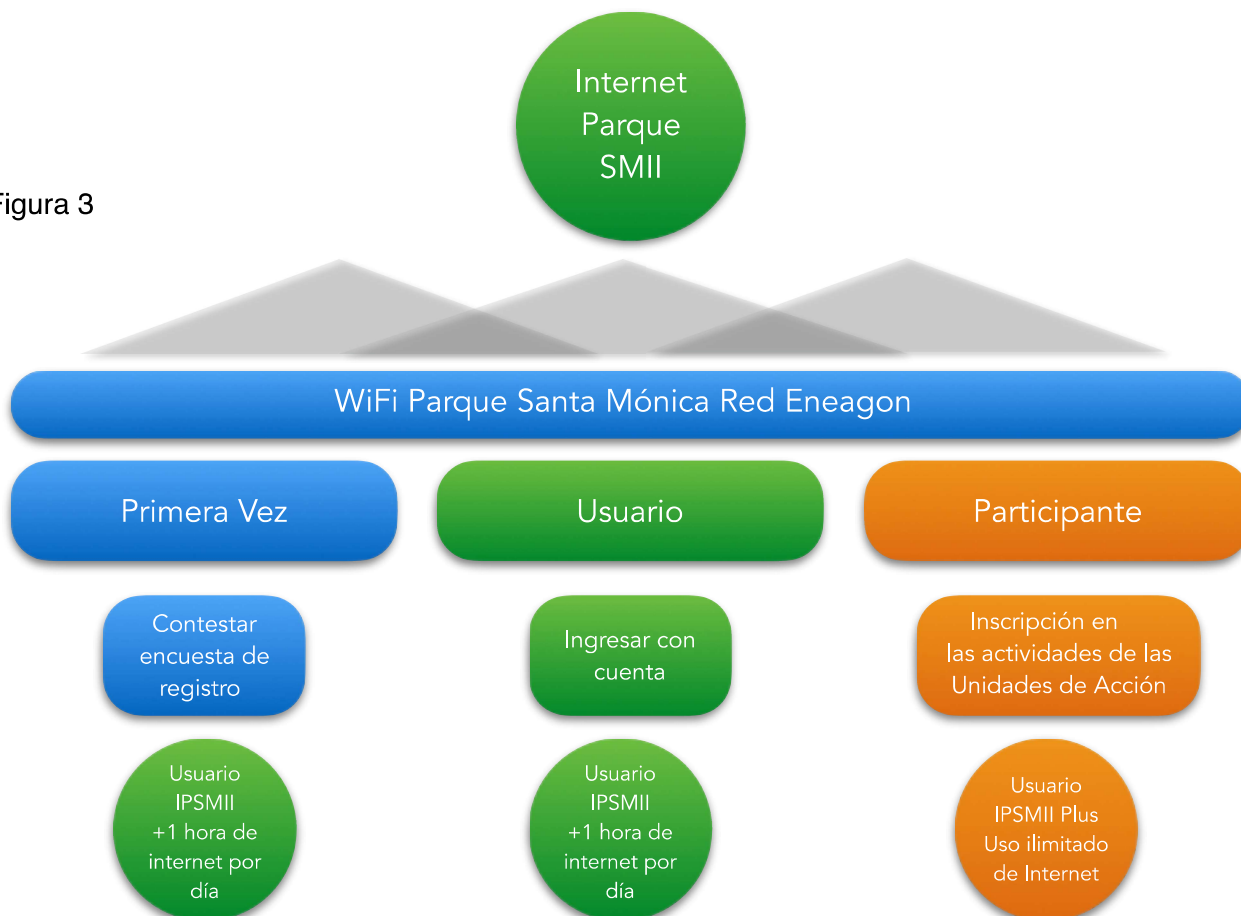 Internet
Parque
SMII
Figura 3
WiFi Parque Santa Mónica Red Eneagon
Primera Vez
Usuario
Participante
Contestar
encuesta de
registro
Ingresar con
cuenta
Inscripción en
las actividades de las
Unidades de Acción
Usuario
IPSMII
+1 hora de
internet por
día
Usuario
IPSMII
+1 hora de
internet por
día
Usuario
IPSMII Plus
Uso ilimitado
de Internet